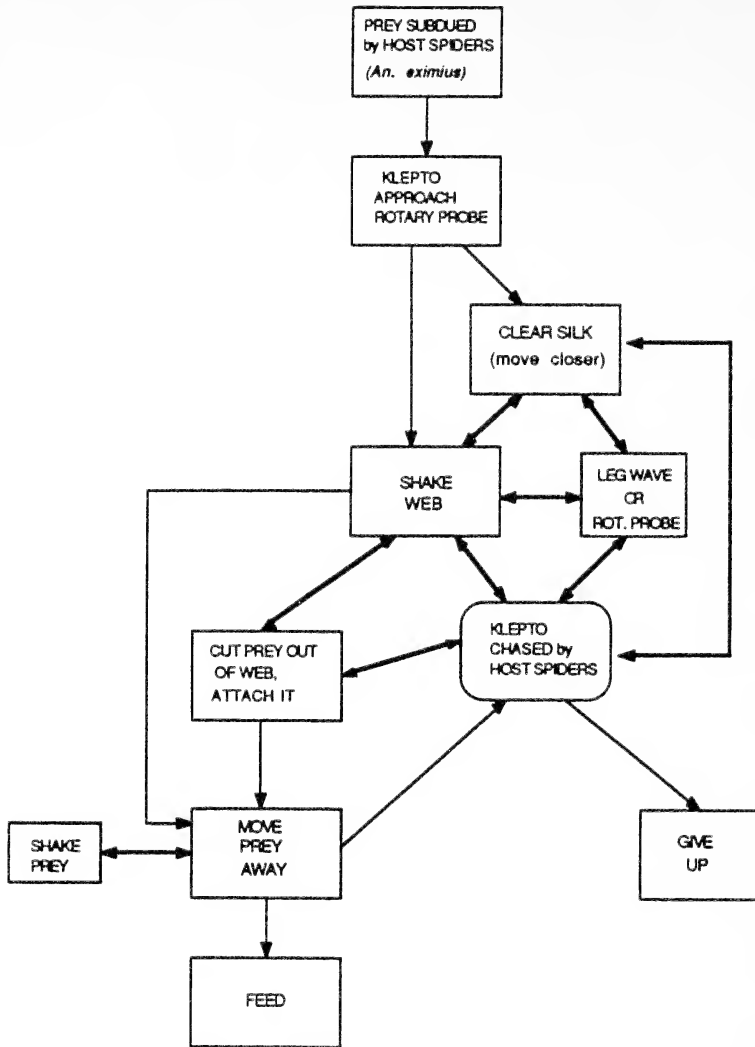 PREY SUBDUED
by HOST SPIDERS
(An. eximius)
KLEPTO
APPROACH
ROTARY PROBE
CLEAR SILK
(move closer)
SHAKE
WEB
LEG WAVE
CR
ROT. PROBE
CUT PREY OUT
OF WEB,
ATTACH IT
KLEPTO
CHASED by
HOST SPIDERS
SHAKE
PREY
MOVE
PREY
AWAY
GIVE
UP
FEED